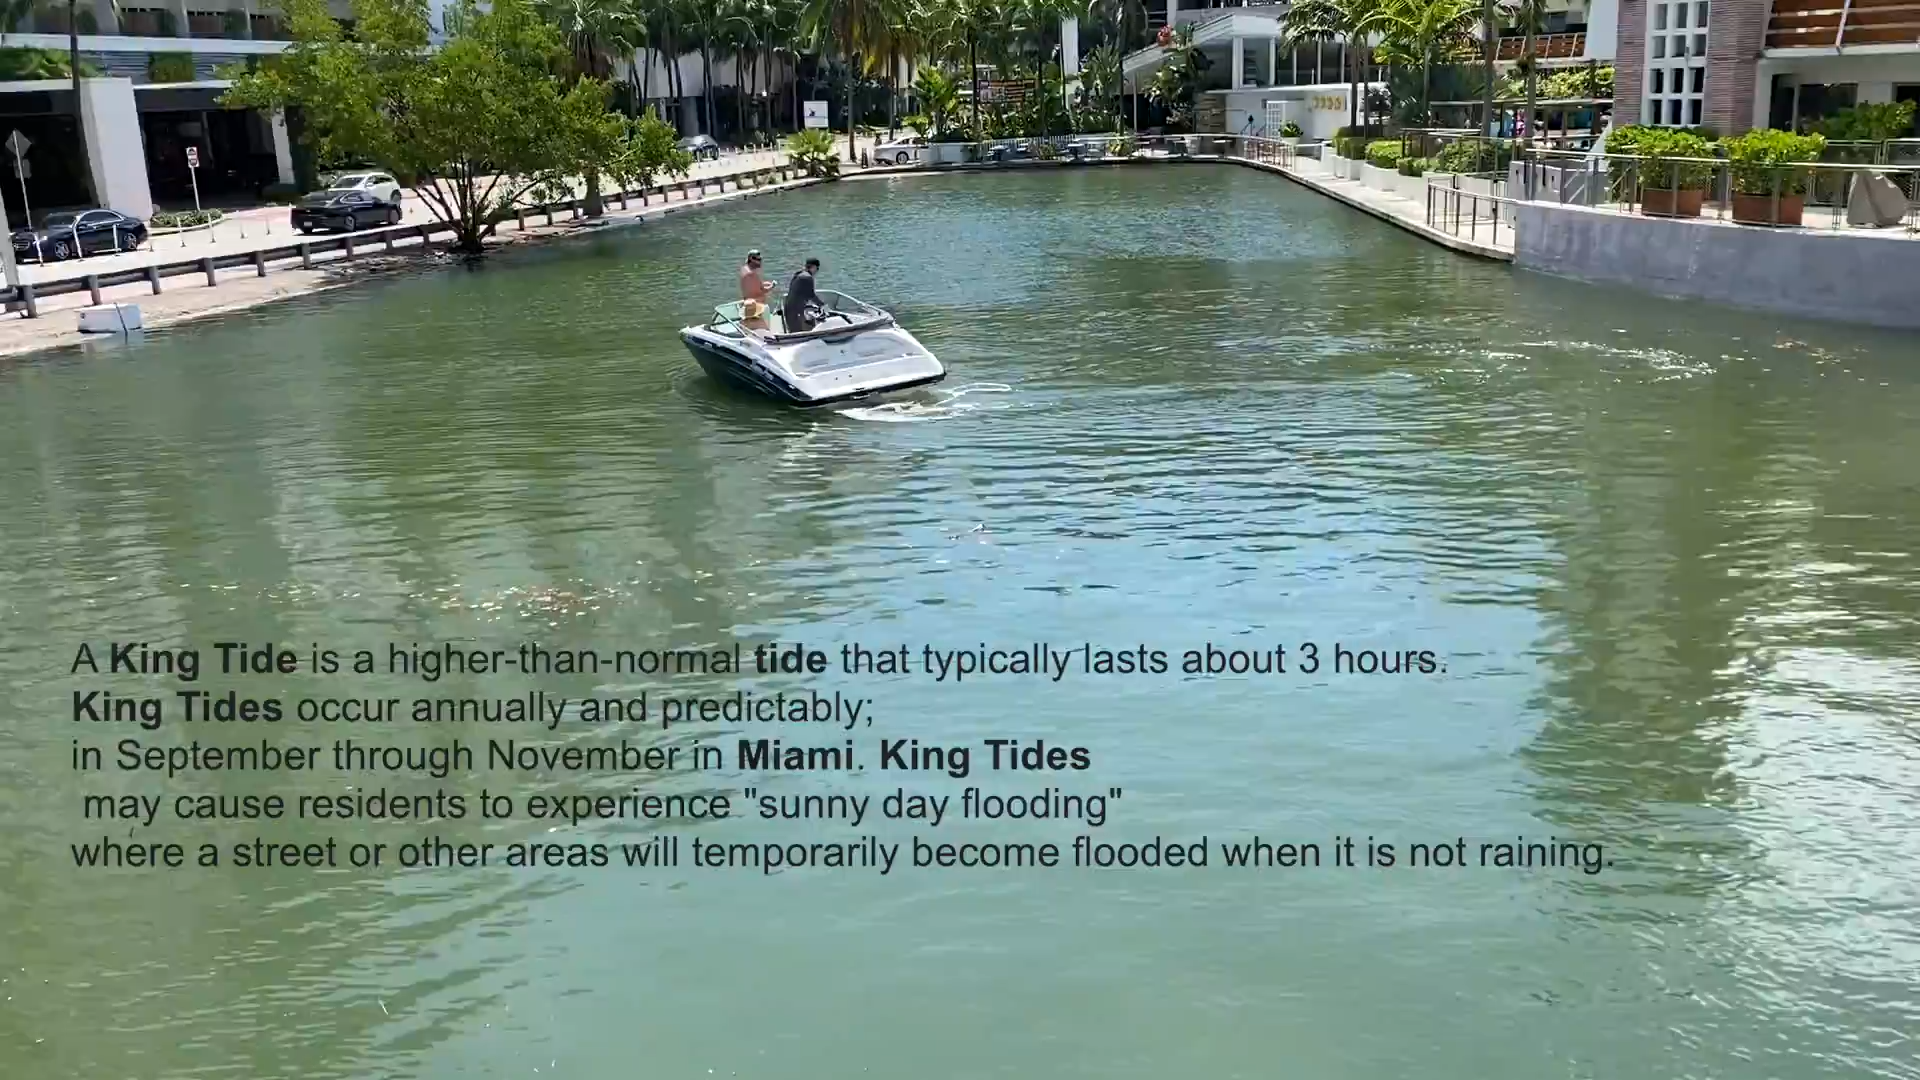 A King Tide is a higher-than-normal tide that typically lasts about 3 hours.
King Tides occur annually and predictably;
in September through November in Miami. King Tides
may cause residents to experience "sunny day flooding"
where a street or other areas will temporarily become flooded when it is not raining.